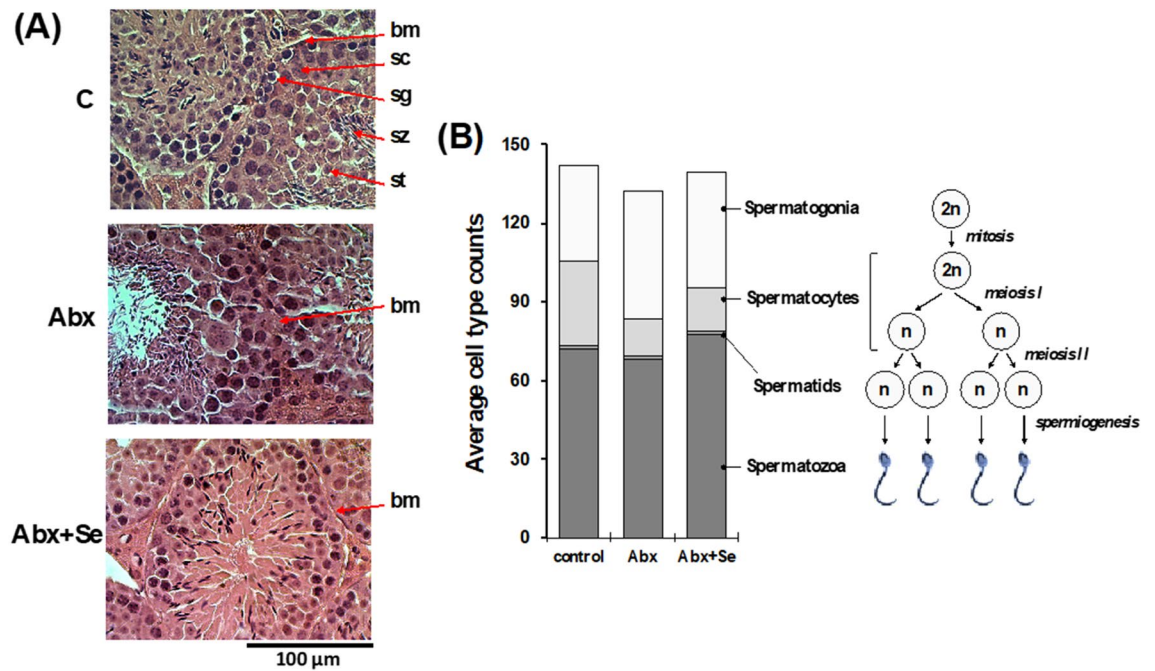 (A)
C
bm
sc
sg
sz
st
Abx
bm
Abx+Se
bm
100 µm
(B)
Average cell type counts
150
120
90
60
30
0
control Abx Abx+Se
Spermatogonia
Spermatocytes
Spermatids
Spermatozoa
2n
mitosis
2n
meiosis I
n n
meiosis II
n n n n
spermiogenesis